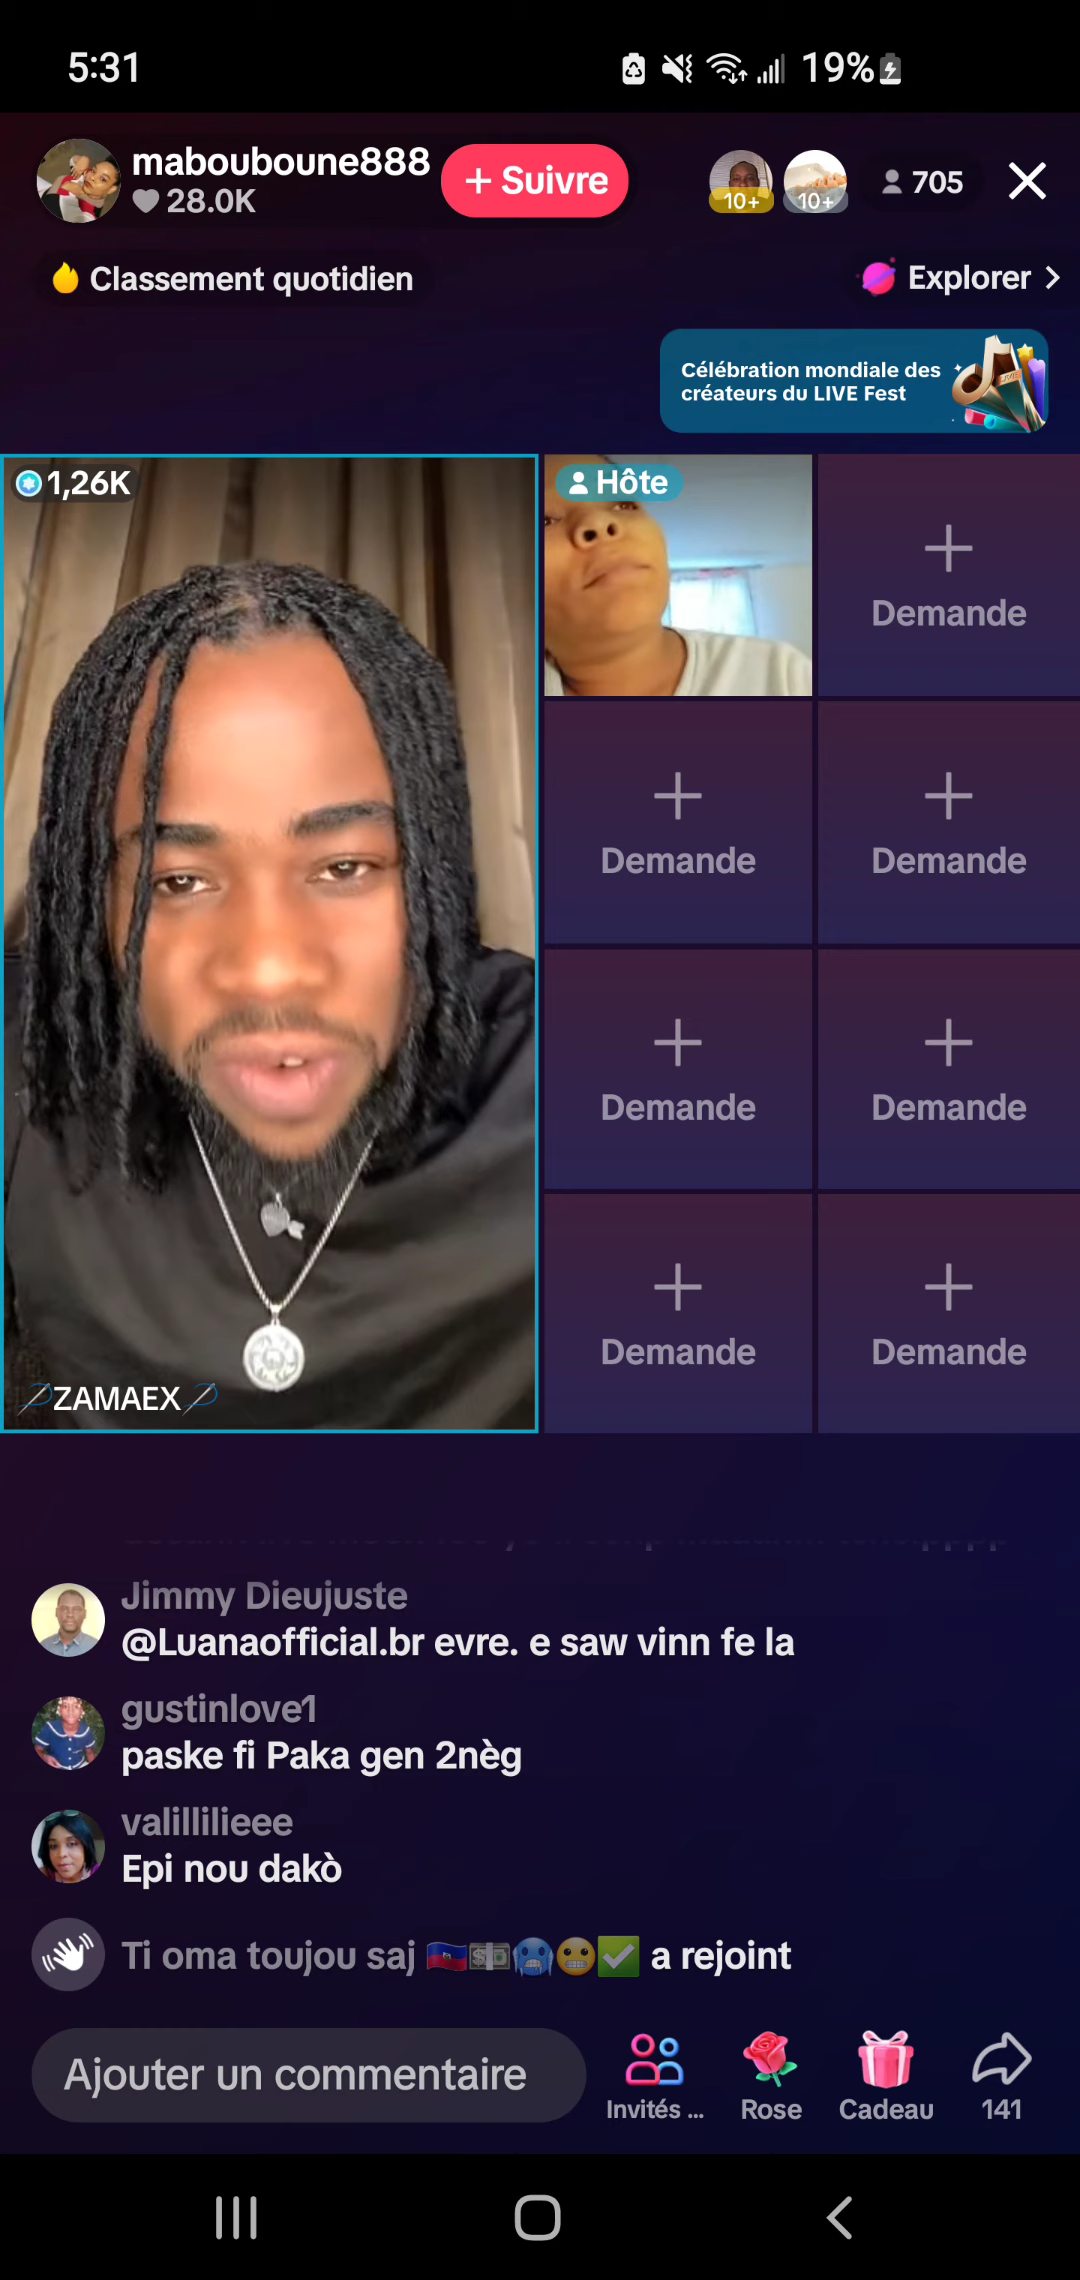 5:31
19%
mabouboune888
28.0K
+ Suivre
10+
10+
705
Classement quotidien
Explorer >
Célébration mondiale des
créateurs du LIVE Fest
1,26K
Hôte
Demande
Demande
Demande
Demande
Demande
Demande
Demande
ZAMAEX
Jimmy Dieujuste
@Luanaofficial.br evre. e saw vinn fe la
gustinlove1
paske fi Paka gen 2nèg
valillilieee
Epi nou dakò
Ti oma toujou saj 🇭🇹💵🥶😬✅ a rejoint
Ajouter un commentaire
Invités ...
Rose
Cadeau
141